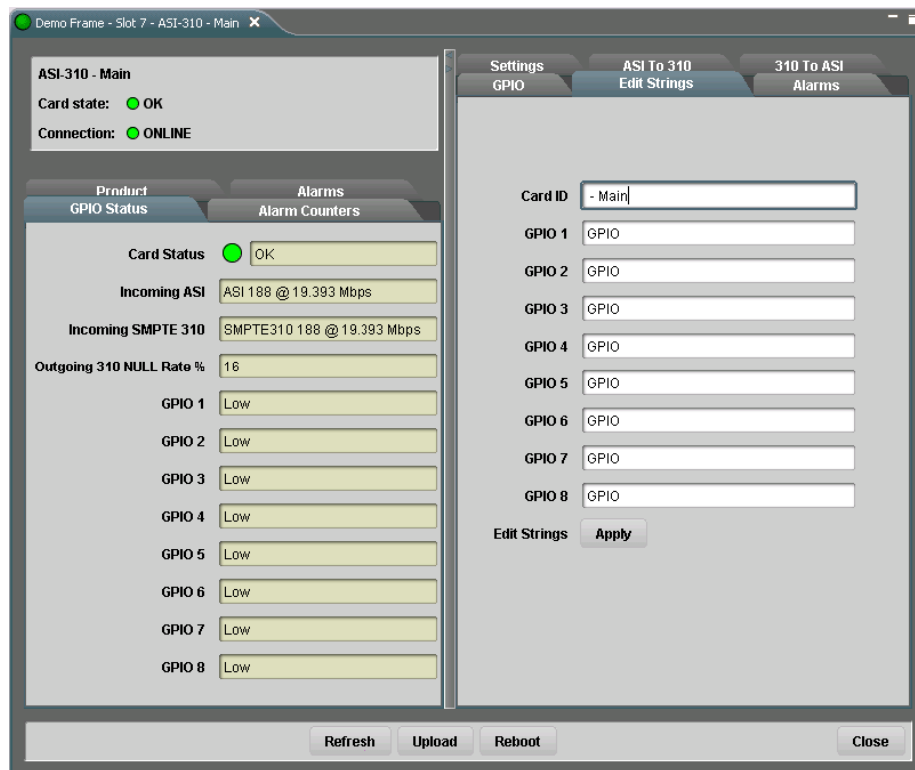 Demo Frame - Slot 7 - ASI-310 - Main
ASI-310 - Main
Card state: OK
Connection: ONLINE
Product Alarms
GPIO Status Alarm Counters
Card Status OK
Incoming ASI ASI 188 @ 19.393 Mbps
Incoming SMPTE 310 SMPTE310 188 @ 19.393 Mbps
Outgoing 310 NULL Rate % 16
GPIO 1 Low
GPIO 2 Low
GPIO 3 Low
GPIO 4 Low
GPIO 5 Low
GPIO 6 Low
GPIO 7 Low
GPIO 8 Low
Settings ASI To 310 310 To ASI
GPIO Edit Strings Alarms
Card ID - Main
GPIO 1 GPIO
GPIO 2 GPIO
GPIO 3 GPIO
GPIO 4 GPIO
GPIO 5 GPIO
GPIO 6 GPIO
GPIO 7 GPIO
GPIO 8 GPIO
Edit Strings Apply
Refresh Upload Reboot Close